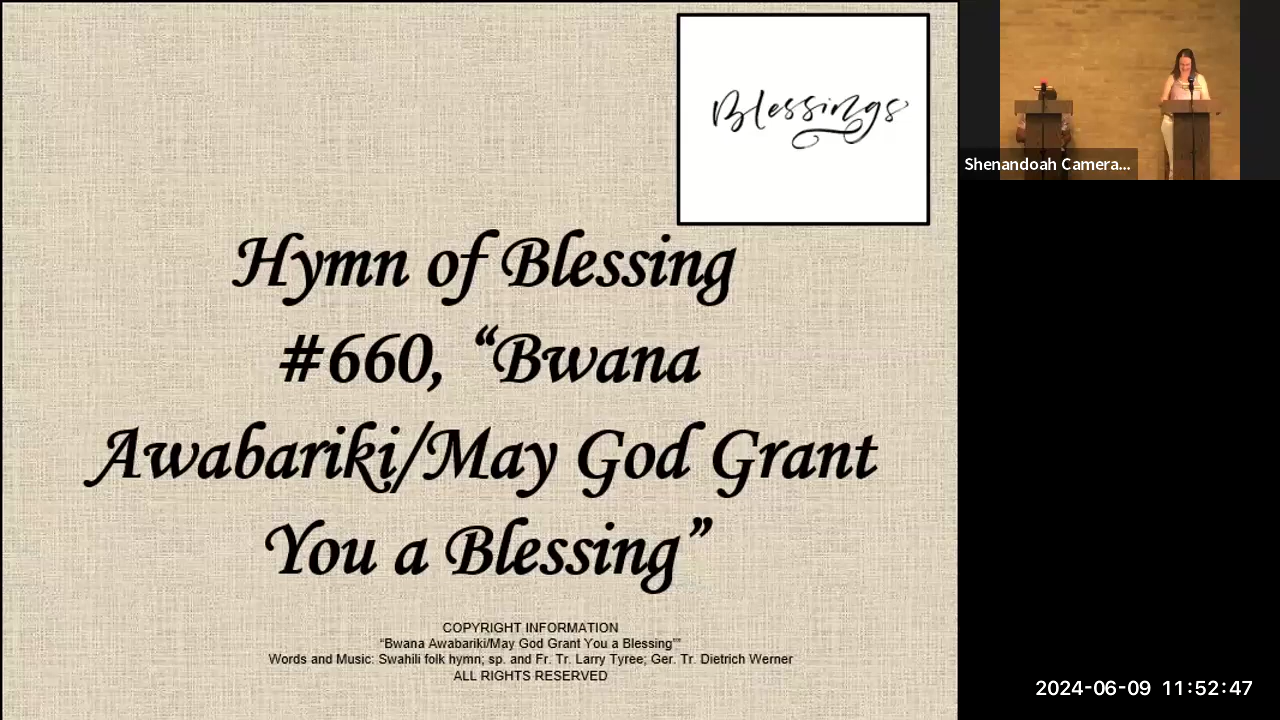 Blessings
Hymn of Blessing
#660, “Bwana
Awabariki/May God Grant
You a Blessing”
COPYRIGHT INFORMATION
“Bwana Awabariki/May God Grant You a Blessing””
Words and Music: Swahili folk hymn; sp. and Fr. Tr. Larry Tyree; Ger. Tr. Dietrich Werner
ALL RIGHTS RESERVED
Shenandoah Camera...
2024-06-09 11:52:47